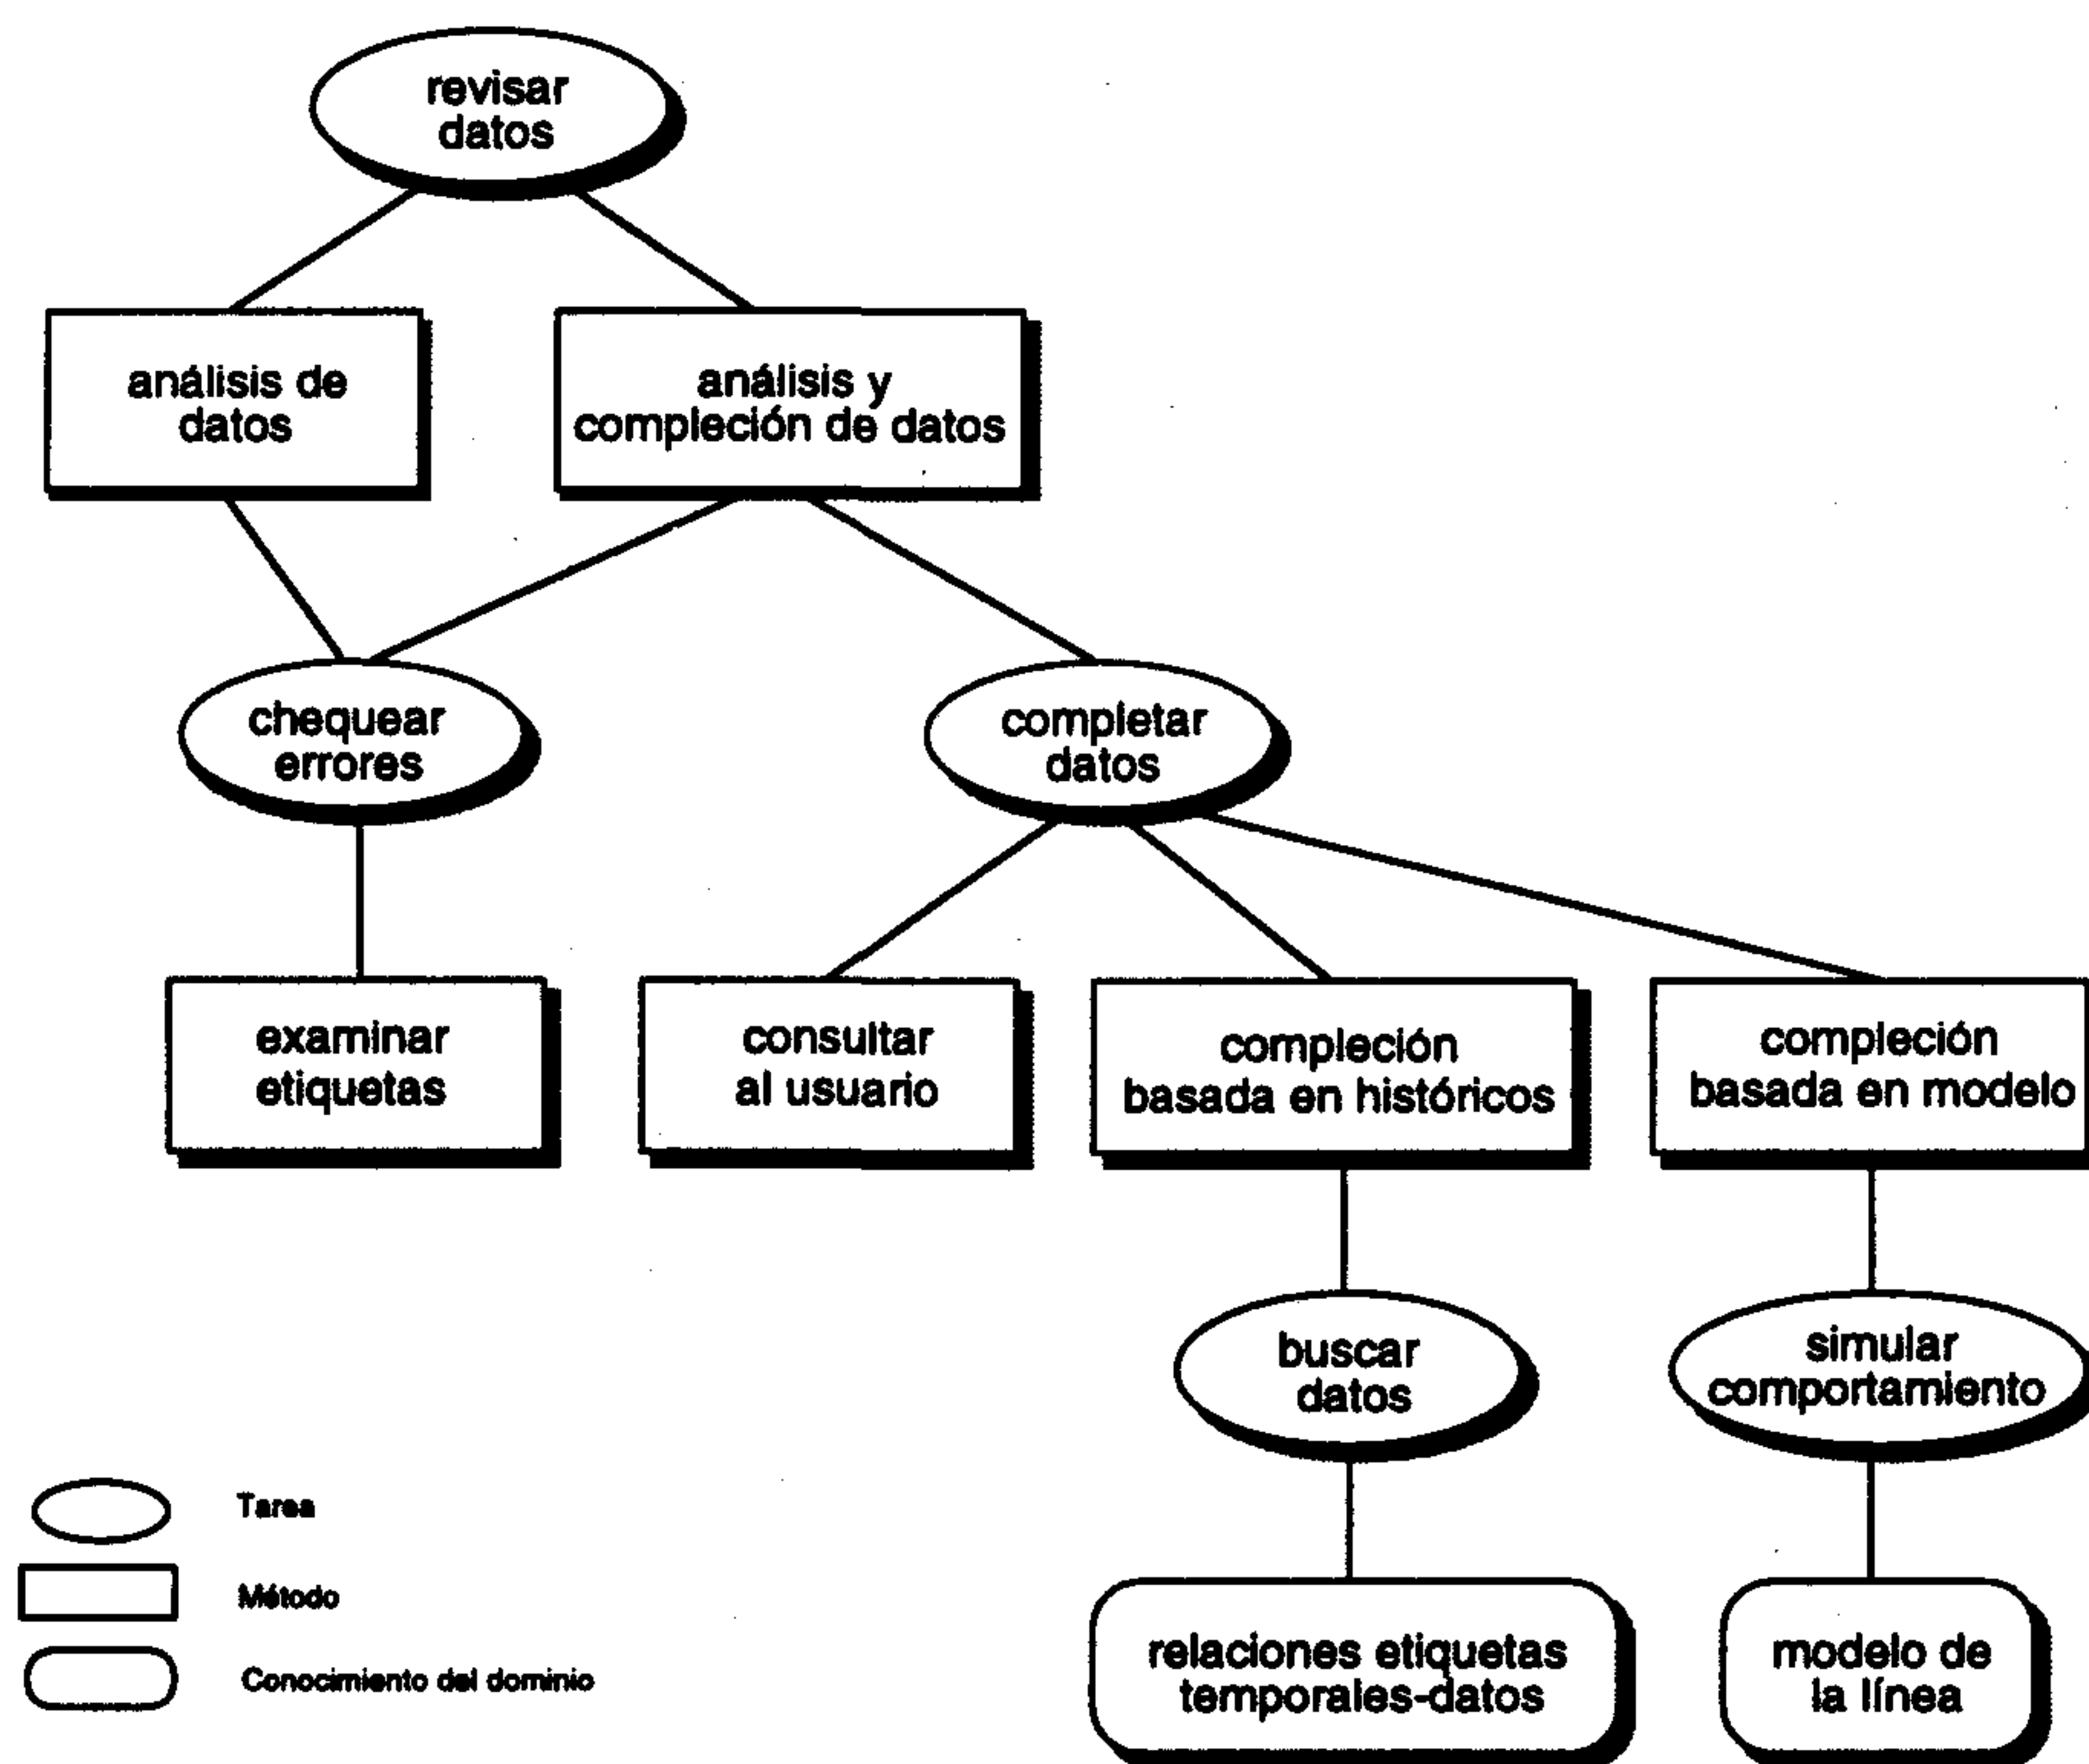 revisar
datos
análisis de
datos
análisis y
compleción de datos
chequear
errores
completar
datos
examinar
etiquetas
consultar
al usuario
compleción
basada en históricos
compleción
basada en modelo
buscar
datos
simular
comportamiento
relaciones etiquetas
temporales-datos
modelo de
la línea
Tarea
Método
Conocimiento del dominio